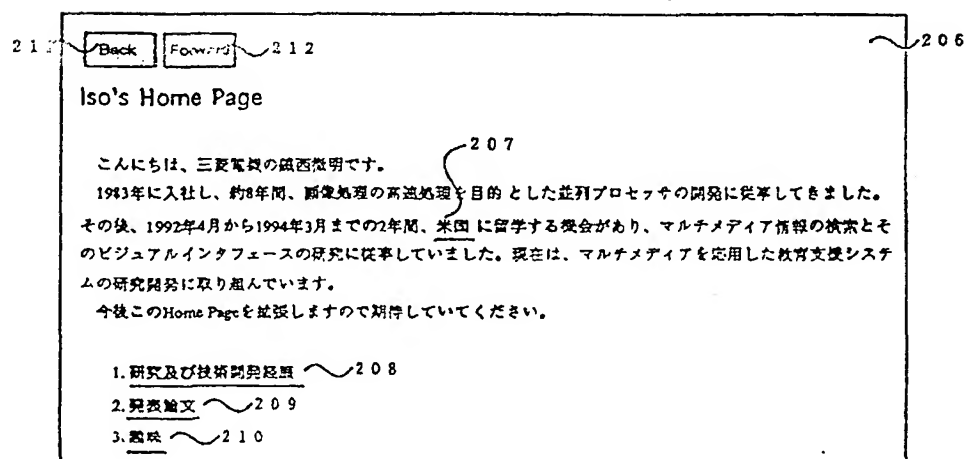 211 Back Forward 212 206
Iso's Home Page
207
こんにちは、三菱電機の磯西徹明です。
1983年に入社し、約8年間、画像処理の高速処理を目的とした並列プロセッサの開発に従事してきました。
その後、1992年4月から1994年3月までの2年間、米国に留学する機会があり、マルチメディア情報の検索とそ
のビジュアルインタフェースの研究に従事していました。現在は、マルチメディアを応用した教育支援システ
ムの研究開発に取り組んでいます。
今後このHome Pageを拡張しますので期待していてください。
1. 研究及び技術開発経歴 208
2. 発表論文 209
3. 趣味 210